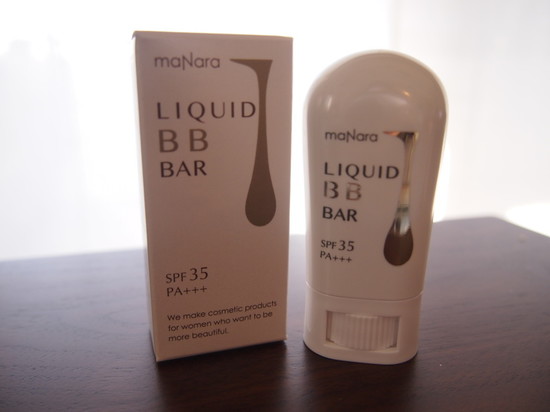 maNara
LIQUID
BB
BAR
SPF 35
PA+++
We make cosmetic products
for women who want to be
more beautiful.
maNara
LIQUID
BB
BAR
SPF 35
PA+++